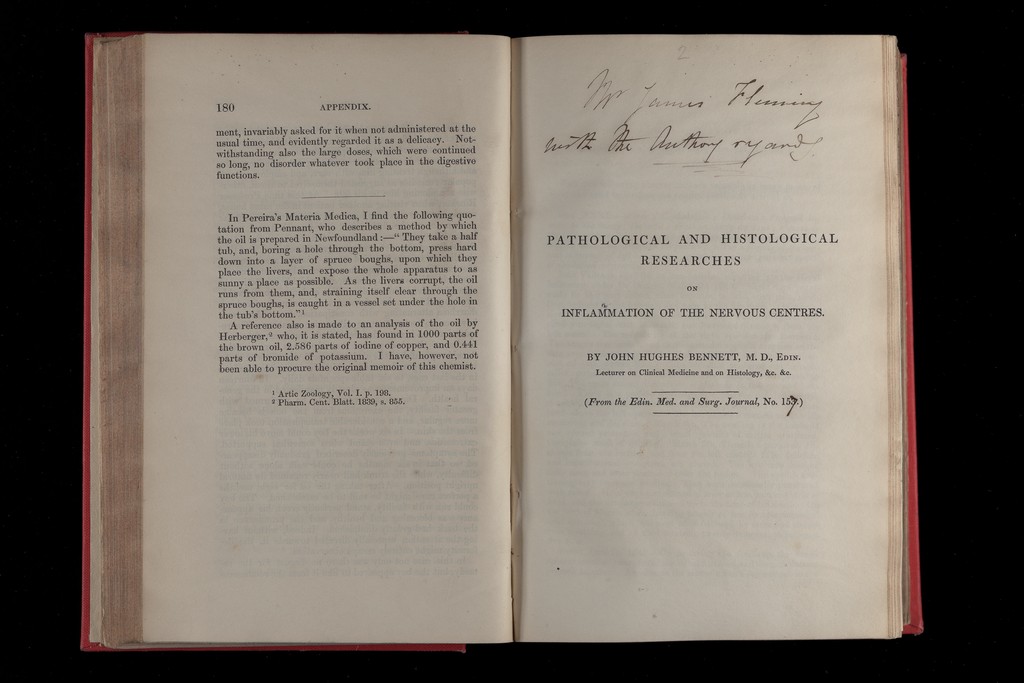 180 APPENDIX.
ment, invariably asked for it when not administered at the
usual time, and evidently regarded it as a delicacy. Not-
withstanding also the large doses, which were continued
so long, no disorder whatever took place in the digestive
functions.
In Pereira's Materia Medica, I find the following quo-
tation from Pennant, who describes a method by which
the oil is prepared in Newfoundland :—“ They take a half
tub, and, boring a hole through the bottom, press hard
down into a layer of spruce boughs, upon which they
place the livers, and expose the whole apparatus to as
sunny a place as possible. As the livers corrupt, the oil
runs from them, and, straining itself clear through the
spruce boughs, is caught in a vessel set under the hole in
the tub's bottom.”1
A reference also is made to an analysis of the oil by
Herberger,2 who, it is stated, has found in 1000 parts of
the brown oil, 2.586 parts of iodine of copper, and 0.441
parts of bromide of potassium. I have, however, not
been able to procure the original memoir of this chemist.
1 Artic Zoology, Vol. I. p. 198.
2 Pharm. Cent. Blatt. 1839, s. 855.
2
James Fleming
with the Authors regards
PATHOLOGICAL AND HISTOLOGICAL
RESEARCHES
ON
INFLAMMATION OF THE NERVOUS CENTRES.
BY JOHN HUGHES BENNETT, M. D., EDIN.
Lecturer on Clinical Medicine and on Histology, &c. &c.
(From the Edin. Med. and Surg. Journal, No. 157.)